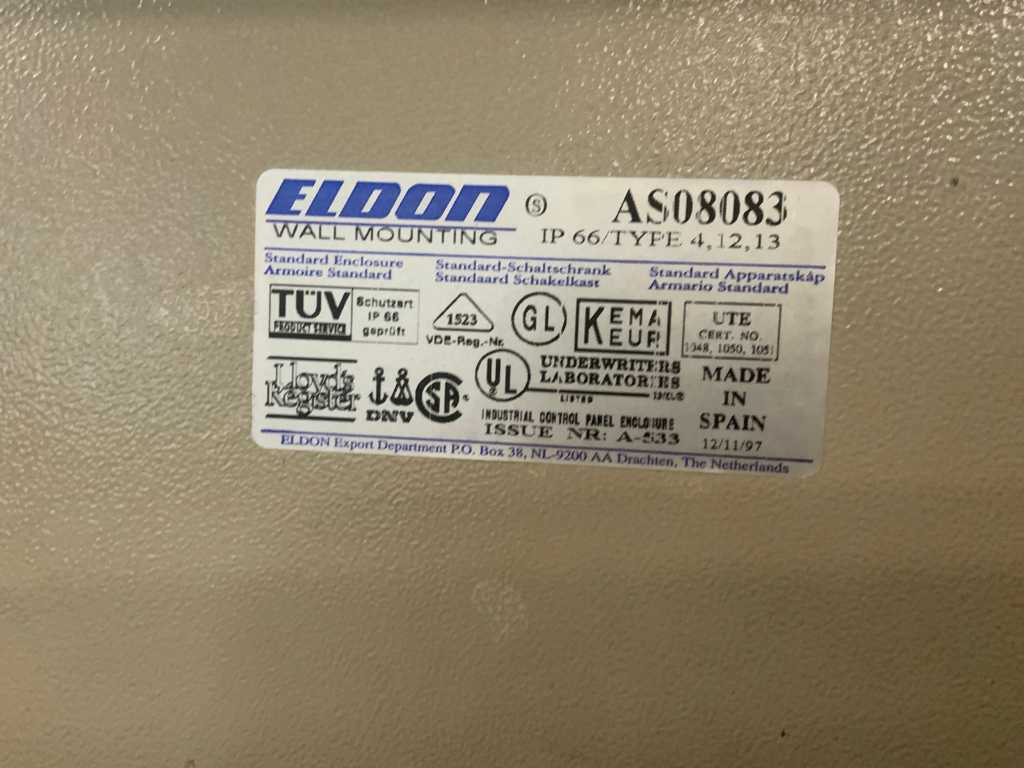 ELDON Ⓢ AS08083
WALL MOUNTING IP 66/TYPE 4,12,13
Standard Enclosure Standard-Schaltschrank Standard Apparatskåp
Armoire Standard Standaard Schakelkast Armario Standard
TÜV
PRODUCT SERVICE
Schutzart
IP 66
geprüft
1523
VDE-Reg.-Nr.
GL
KEMA
KEUR
UTE
CERT. NO.
1048, 1050, 1051
Lloyd's
Register
DNV
SA
UL
UNDERWRITERS
LABORATORIES
LISTED
INDUSTRIAL CONTROL PANEL ENCLOSURE
ISSUE NR: A-533
MADE
IN
SPAIN
12/11/97
ELDON Export Department P.O. Box 38, NL-9200 AA Drachten, The Netherlands